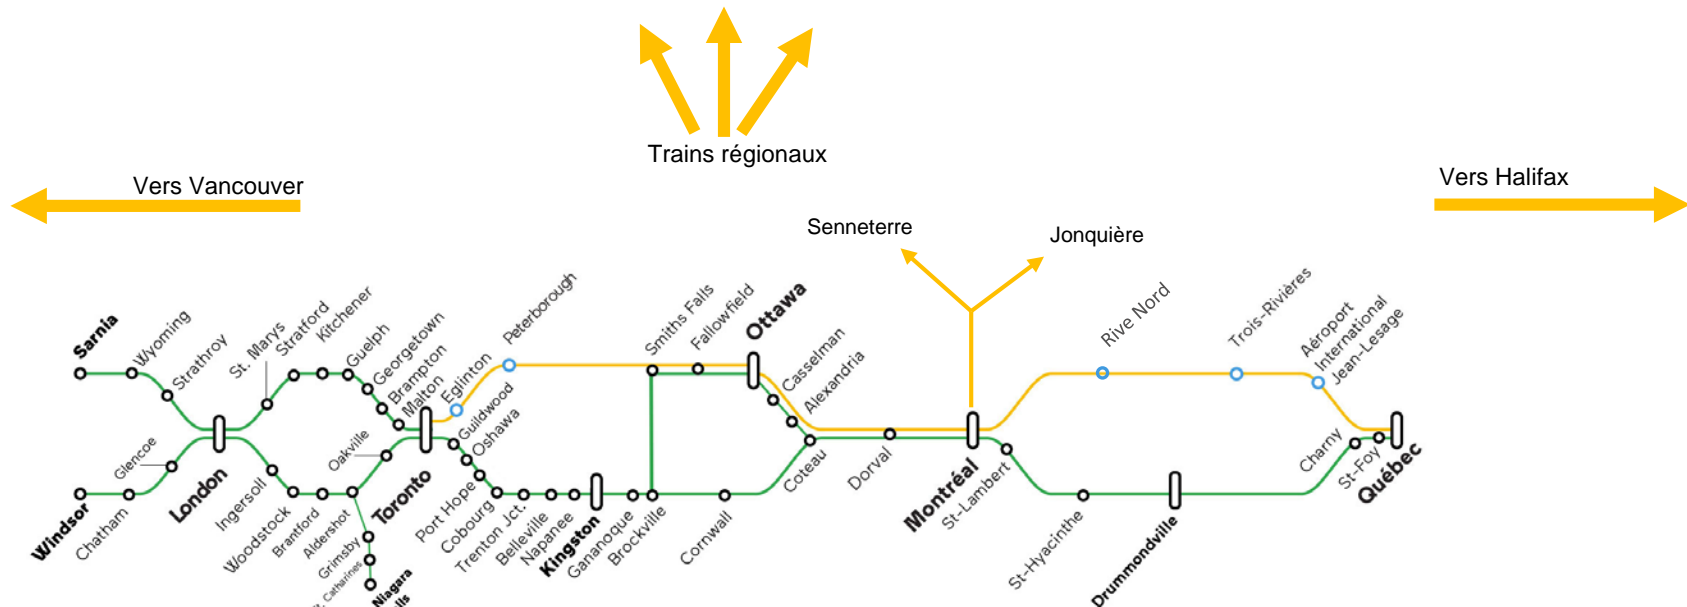 Trains régionaux
Vers Vancouver
Vers Halifax
Senneterre
Jonquière
Sarnia
Wyoming
Strathroy
St. Marys
Stratford
Kitchener
Guelph
Georgetown
Brampton
Malton
Eglinton
Peterborough
Guildwood
Oshawa
Smiths Falls
Fallowfield
Ottawa
Casselman
Alexandria
Rive Nord
Trois-Rivières
Aéroport
International
Jean-Lesage
Windsor
Chatham
Glencoe
London
Ingersoll
Woodstock
Brantford
Aldershot
Oakville
Grimsby
St. Catharines
Niagara
Toronto
Port Hope
Cobourg
Trenton Jct.
Belleville
Napanee
Kingston
Gananoque
Brockville
Cornwall
Coteau
Dorval
Montréal
St-Lambert
St-Hyacinthe
Drummondville
Charny
St-Foy
Québec